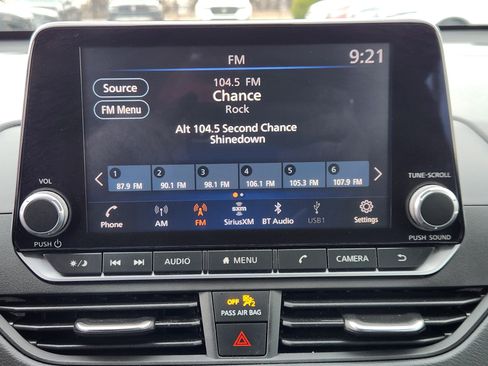 FM
9:21
Source
104.5 FM
Chance
FM Menu
Rock
Alt 104.5 Second Chance
Shinedown
1 2 3 4 5 6
87.9 FM 90.1 FM 98.1 FM 106.1 FM 105.3 FM 107.9 FM
VOL
TUNE·SCROLL
Phone AM FM SiriusXM BT Audio USB1 Settings
sxm
PUSH
PUSH SOUND
AUDIO MENU CAMERA
OFF
PASS AIR BAG